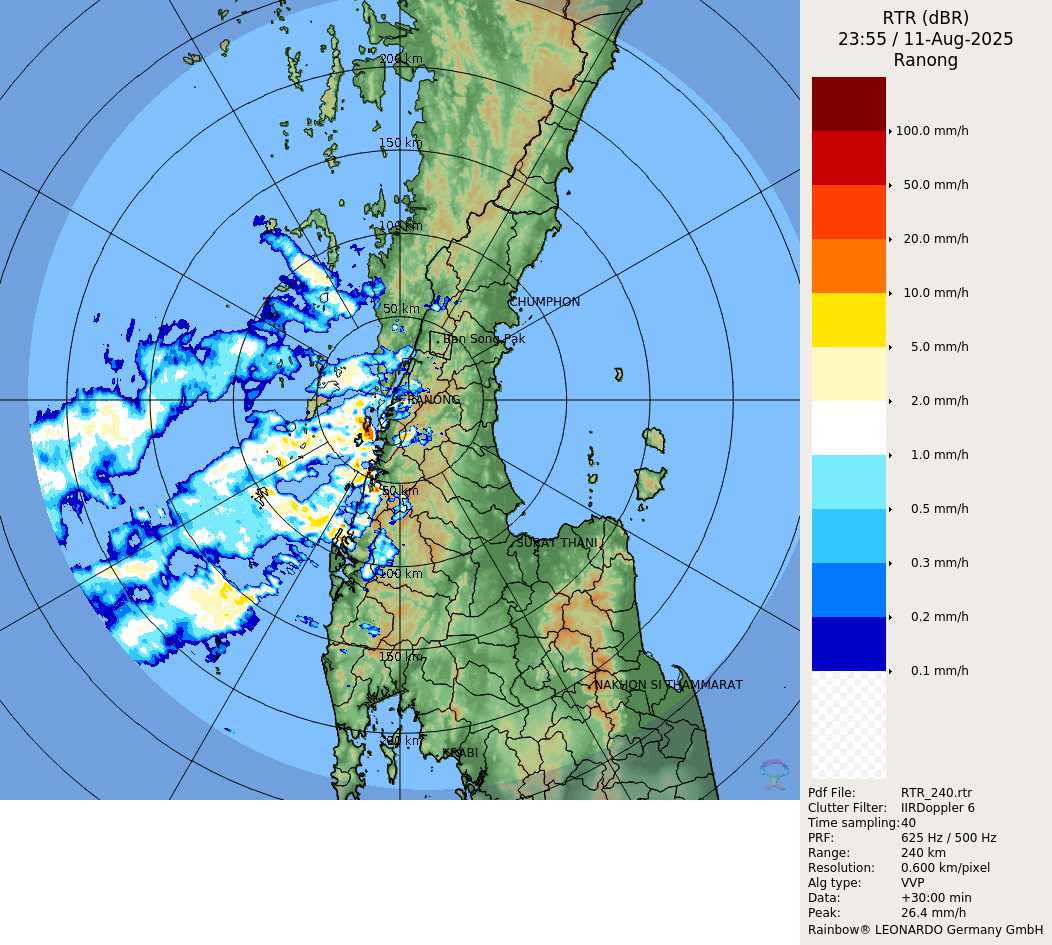 RTR (dBR)
23:55 / 11-Aug-2025
Ranong
200 km
150 km
100 km
50 km
CHUMPHON
Ban Song Pak
RANONG
50 km
SURAT THANI
100 km
150 km
NAKHON SI THAMMARAT
200 km
KRABI
100.0 mm/h
50.0 mm/h
20.0 mm/h
10.0 mm/h
5.0 mm/h
2.0 mm/h
1.0 mm/h
0.5 mm/h
0.3 mm/h
0.2 mm/h
0.1 mm/h
Pdf File: RTR_240.rtr
Clutter Filter: IIRDoppler 6
Time sampling:40
PRF: 625 Hz / 500 Hz
Range: 240 km
Resolution: 0.600 km/pixel
Alg type: VVP
Data: +30:00 min
Peak: 26.4 mm/h
Rainbow® LEONARDO Germany GmbH